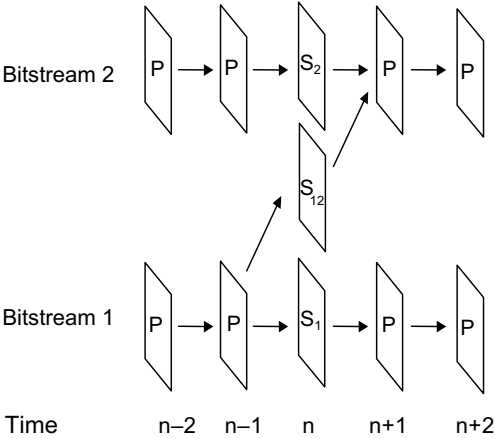 Bitstream 2 P P S₂ P P
S₁₂
Bitstream 1 P P S₁ P P
Time n–2 n–1 n n+1 n+2